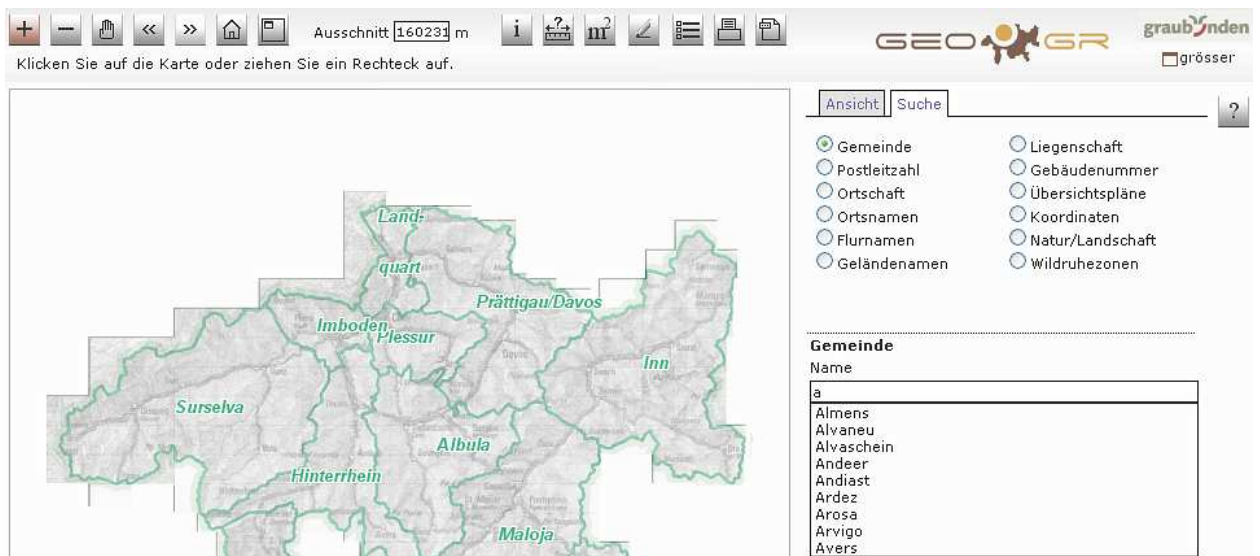 Ausschnitt 160231 m
i
?
m²
GEO GR
graubünden
grösser
Klicken Sie auf die Karte oder ziehen Sie ein Rechteck auf.
Ansicht Suche
?
Gemeinde
Postleitzahl
Ortschaft
Ortsnamen
Flurnamen
Geländenamen
Liegenschaft
Gebäudenummer
Übersichtspläne
Koordinaten
Natur/Landschaft
Wildruhezonen
Gemeinde
Name
a
Almens
Alvaneu
Alvaschein
Andeer
Andiast
Ardez
Arosa
Arvigo
Avers
Land-
quart
Prättigau/Davos
Imboden
Plessur
Davos
Inn
Surselva
Albula
Hinterrhein
Maloja